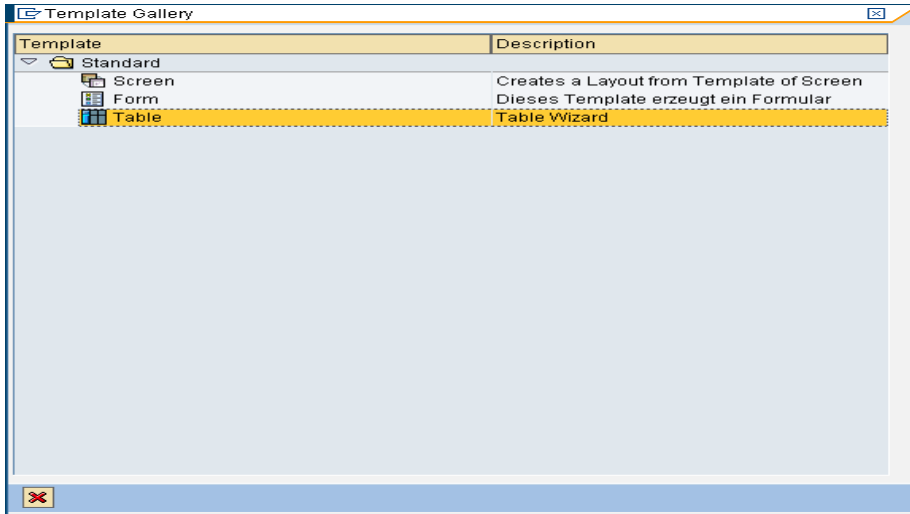 Template Gallery
Template Description
Standard
Screen Creates a Layout from Template of Screen
Form Dieses Template erzeugt ein Formular
Table Table Wizard